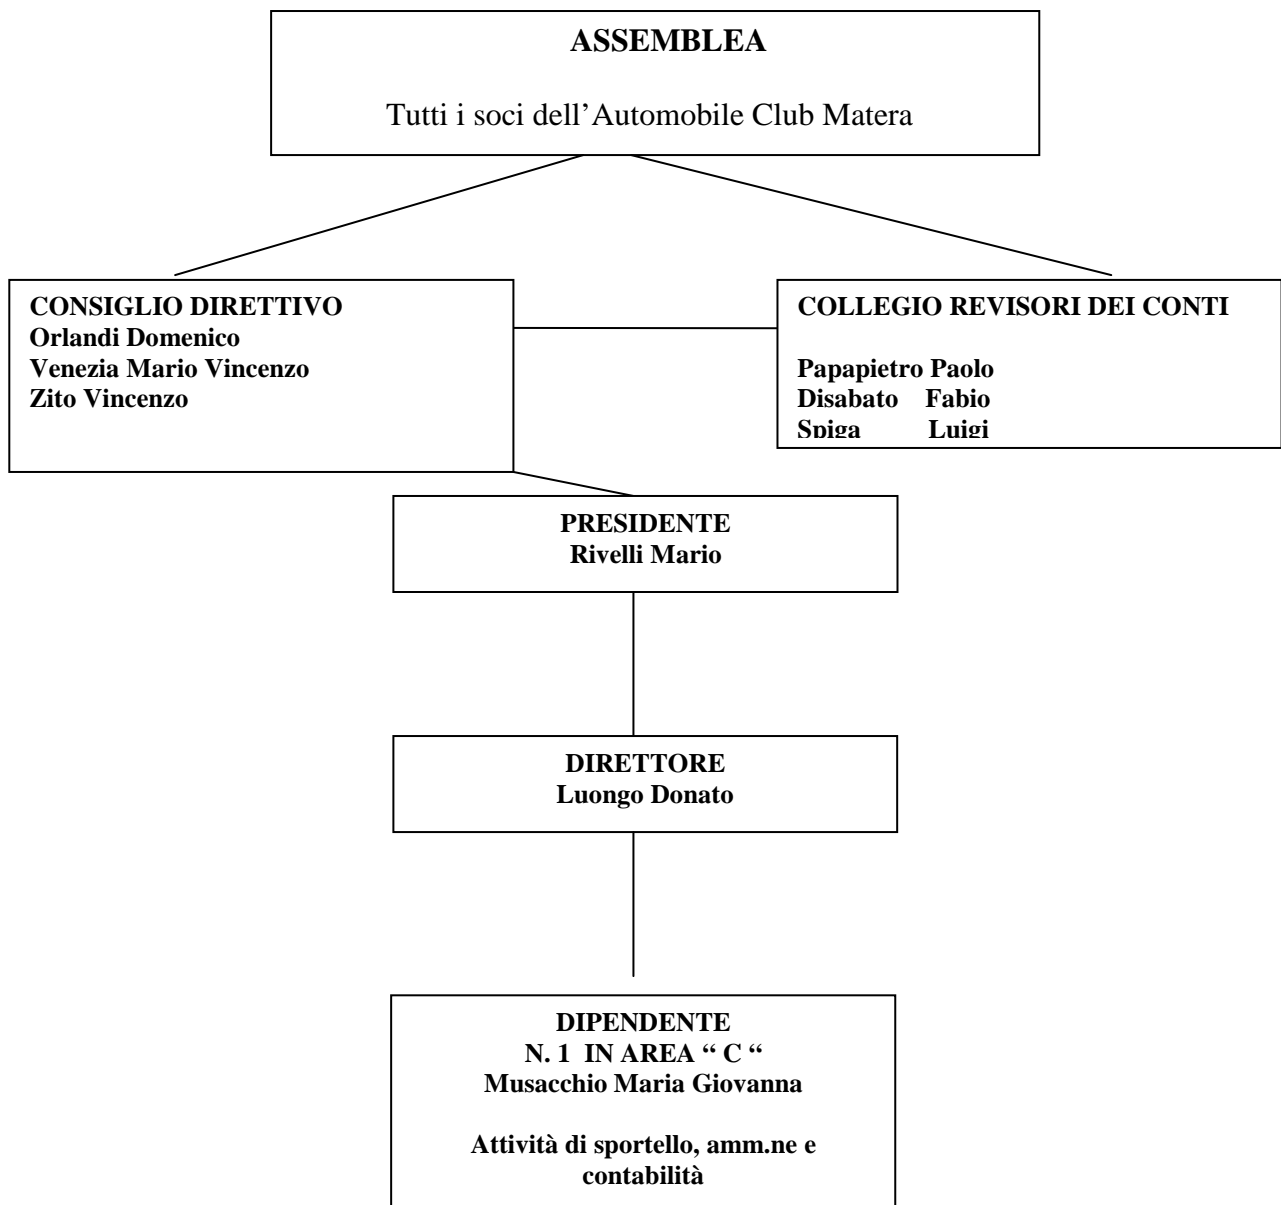 ASSEMBLEA
Tutti i soci dell’Automobile Club Matera
CONSIGLIO DIRETTIVO
Orlandi Domenico
Venezia Mario Vincenzo
Zito Vincenzo
COLLEGIO REVISORI DEI CONTI
Papapietro Paolo
Disabato Fabio
Spiga Luigi
PRESIDENTE
Rivelli Mario
DIRETTORE
Luongo Donato
DIPENDENTE
N. 1 IN AREA “ C “
Musacchio Maria Giovanna
Attività di sportello, amm.ne e
contabilità